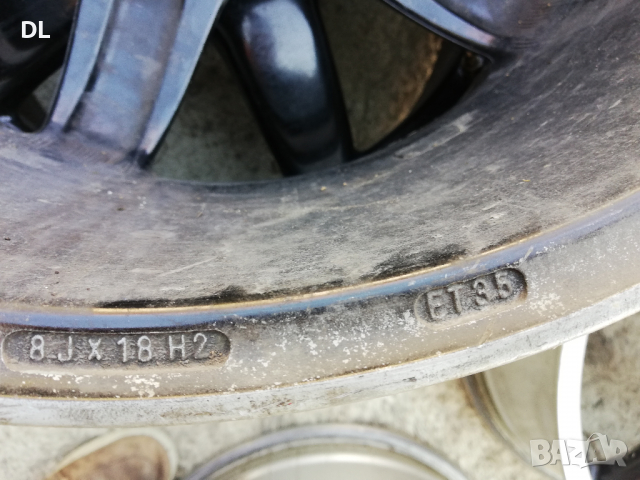 DL
ET 35
8 J x 18 H2
BAZAR